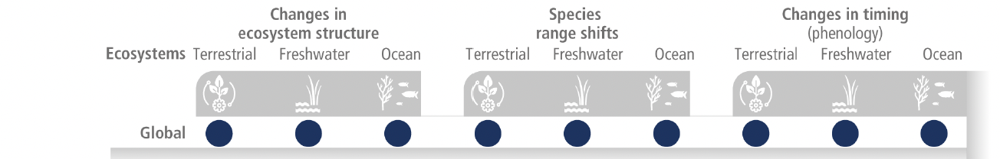 Changes in
ecosystem structure
Species
range shifts
Changes in timing
(phenology)
Ecosystems Terrestrial Freshwater Ocean Terrestrial Freshwater Ocean Terrestrial Freshwater Ocean
Global